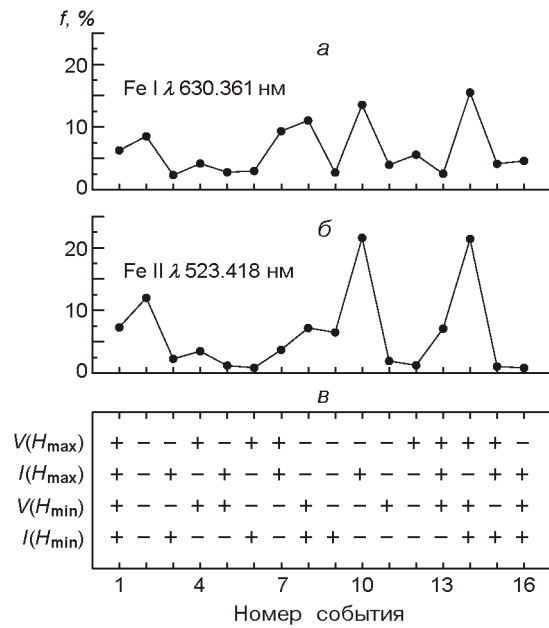 f, %
а
20
Fe I λ 630.361 нм
10
0
б
20
Fe II λ 523.418 нм
10
0
в
V(Hmax) + − − + − + + − − − − + + + + −
I(Hmax) + − + − + − + − − + − − + − + +
V(Hmin) + − − + + − − + − − + − + + − +
I(Hmin) + − + − − + − + + − − − − + + +
1 4 7 10 13 16
Номер события